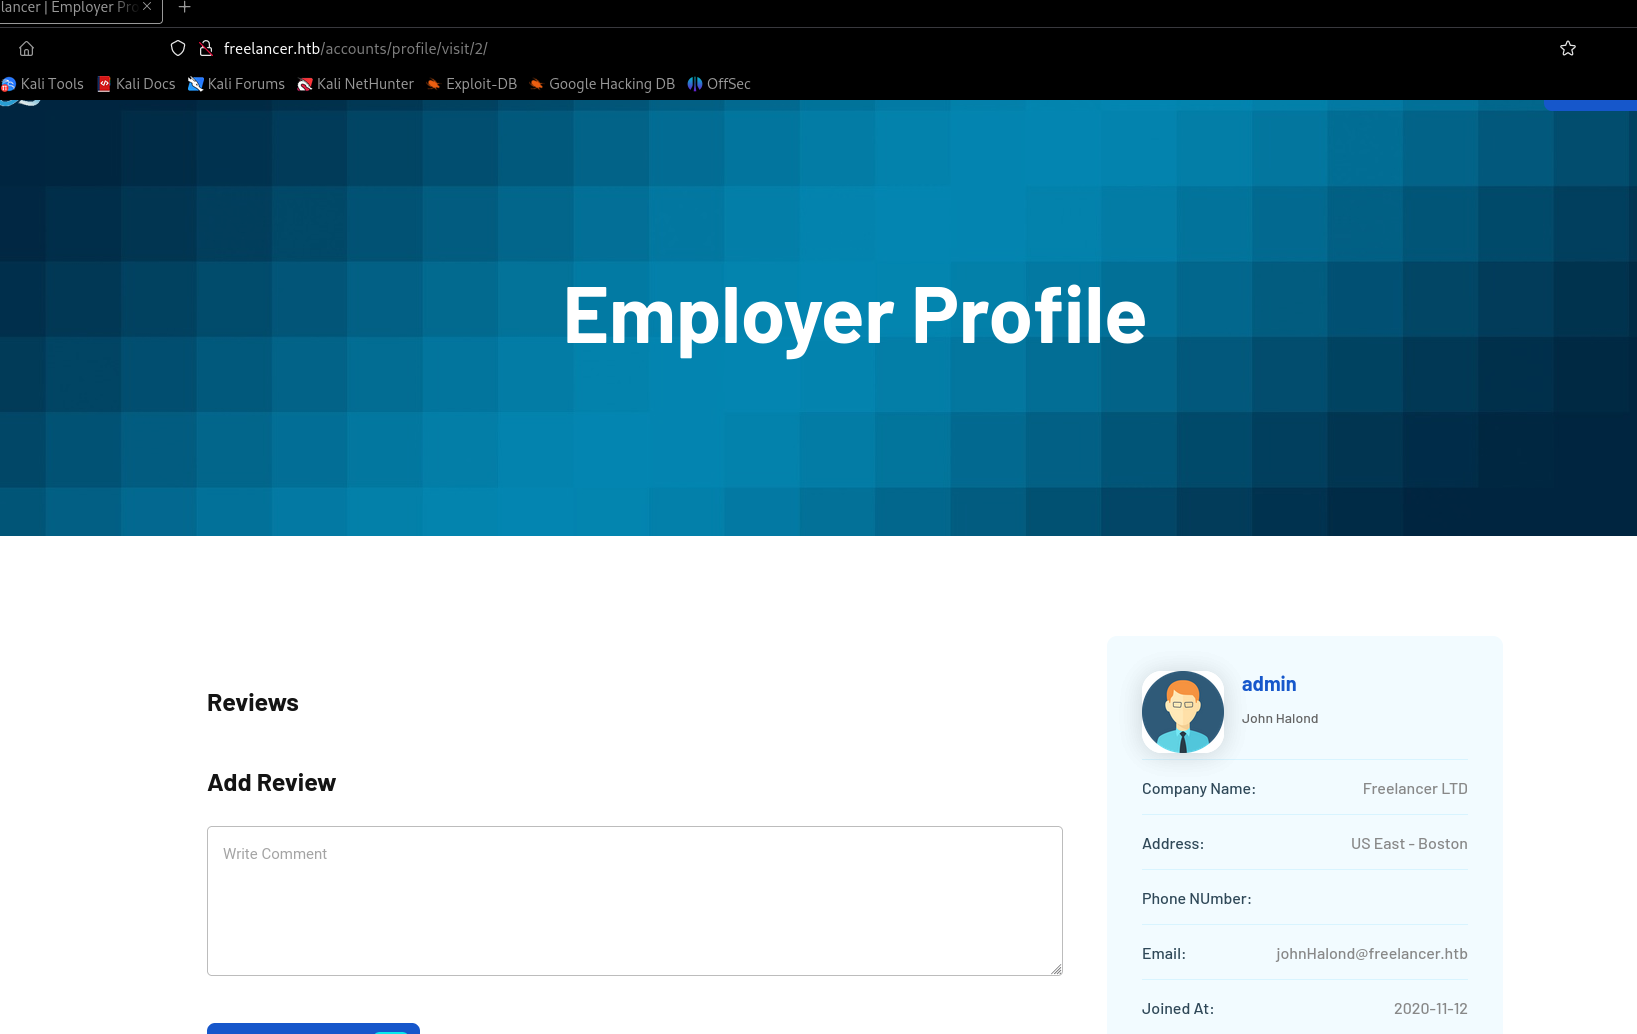 lancer | Employer Pro
freelancer.htb/accounts/profile/visit/2/
Kali Tools Kali Docs Kali Forums Kali NetHunter Exploit-DB Google Hacking DB OffSec
Employer Profile
Reviews
Add Review
Write Comment
admin
John Halond
Company Name: Freelancer LTD
Address: US East - Boston
Phone NUmber:
Email: johnHalond@freelancer.htb
Joined At: 2020-11-12